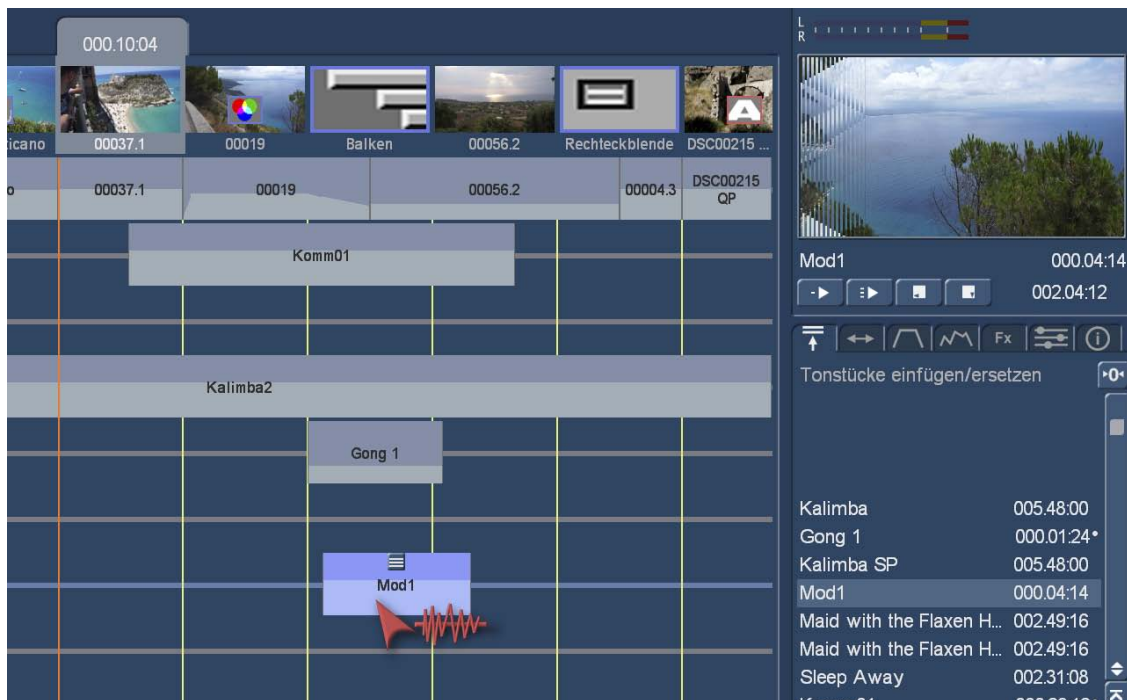 000.10:04
icano 00037.1 00019 Balken 00056.2 Rechteckblende DSC00215 ...
o 00037.1 00019 00056.2 00004.3 DSC00215 QP
Komm01
Kalimba2
Gong 1
Mod1
L
R
A
Mod1 000.04:14
002.04:12
Fx
Tonstücke einfügen/ersetzen 0
Kalimba 005.48:00
Gong 1 000.01:24•
Kalimba SP 005.48:00
Mod1 000.04:14
Maid with the Flaxen H... 002.49:16
Maid with the Flaxen H... 002.49:16
Sleep Away 002.31:08